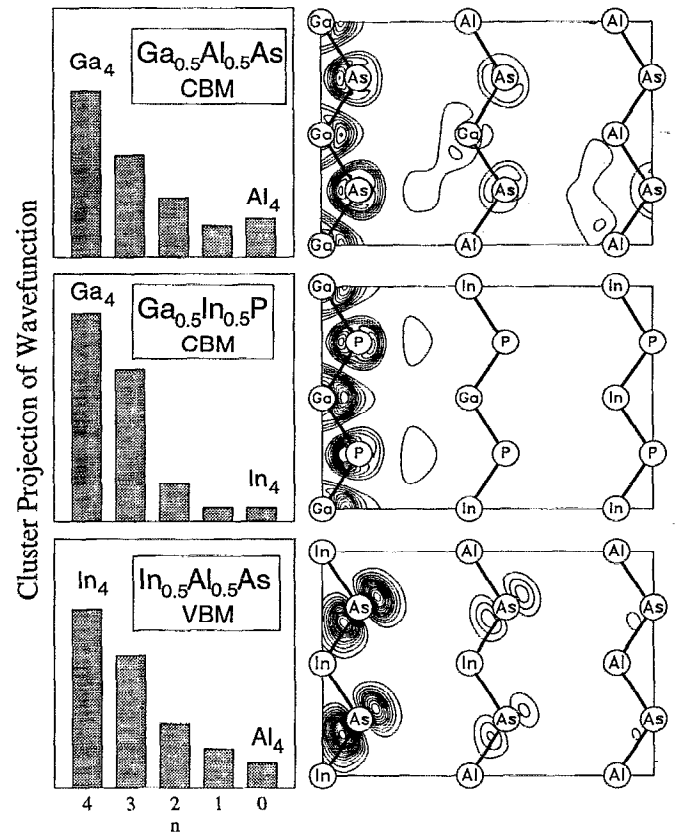 Cluster Projection of Wavefunction
Ga₄
Ga₀.₅Al₀.₅As
CBM
Al₄
Ga Al Al
As As As
Ga Ga Al
As As As
Ga Al Al
Ga₄
Ga₀.₅In₀.₅P
CBM
In₄
Ga In In
P P P
Ga Ga In
P P P
Ga In In
In₄
In₀.₅Al₀.₅As
VBM
Al₄
4 3 2 1 0
n
In Al Al
As As As
In In Al
As As As
In Al Al